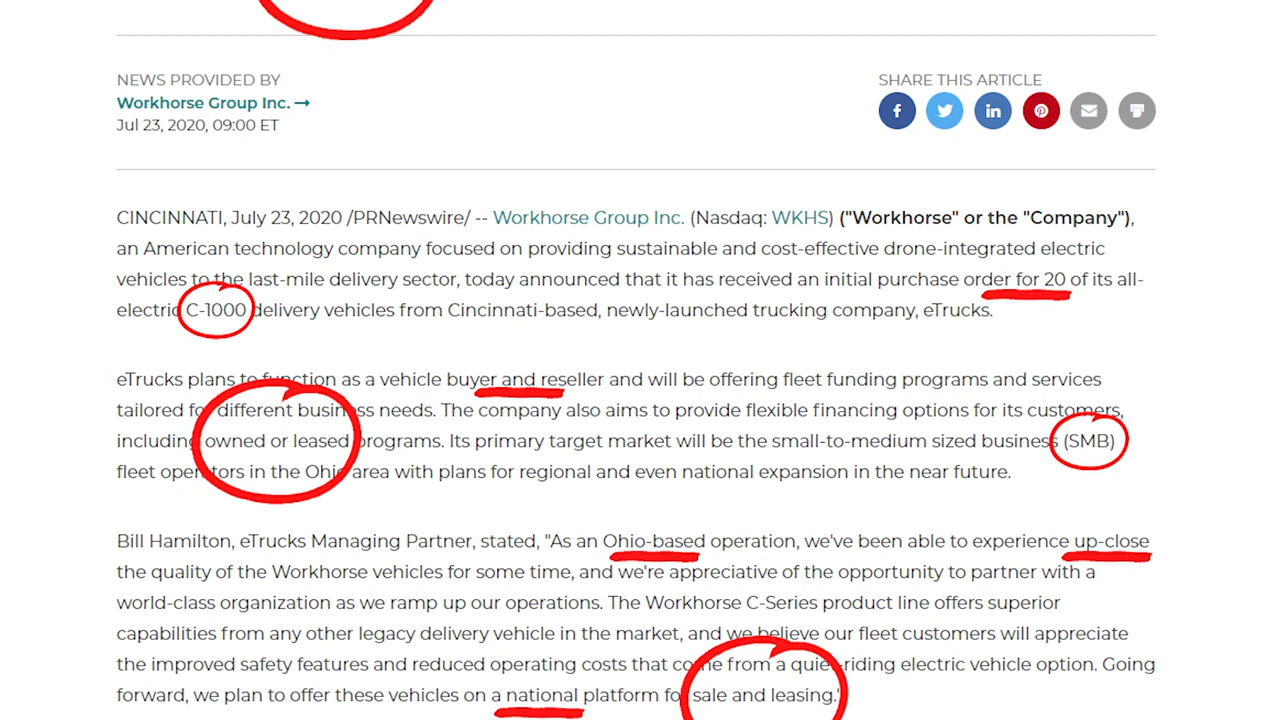 NEWS PROVIDED BY
SHARE THIS ARTICLE
Workhorse Group Inc. →
Jul 23, 2020, 09:00 ET
CINCINNATI, July 23, 2020 /PRNewswire/ -- Workhorse Group Inc. (Nasdaq: WKHS) ("Workhorse" or the "Company"),
an American technology company focused on providing sustainable and cost-effective drone-integrated electric
vehicles to the last-mile delivery sector, today announced that it has received an initial purchase order for 20 of its all-
electric C-1000 delivery vehicles from Cincinnati-based, newly-launched trucking company, eTrucks.
eTrucks plans to function as a vehicle buyer and reseller and will be offering fleet funding programs and services
tailored for different business needs. The company also aims to provide flexible financing options for its customers,
including owned or leased programs. Its primary target market will be the small-to-medium sized business (SMB)
fleet operators in the Ohio area with plans for regional and even national expansion in the near future.
Bill Hamilton, eTrucks Managing Partner, stated, "As an Ohio-based operation, we've been able to experience up-close
the quality of the Workhorse vehicles for some time, and we're appreciative of the opportunity to partner with a
world-class organization as we ramp up our operations. The Workhorse C-Series product line offers superior
capabilities from any other legacy delivery vehicle in the market, and we believe our fleet customers will appreciate
the improved safety features and reduced operating costs that come from a quiet-riding electric vehicle option. Going
forward, we plan to offer these vehicles on a national platform for sale and leasing."